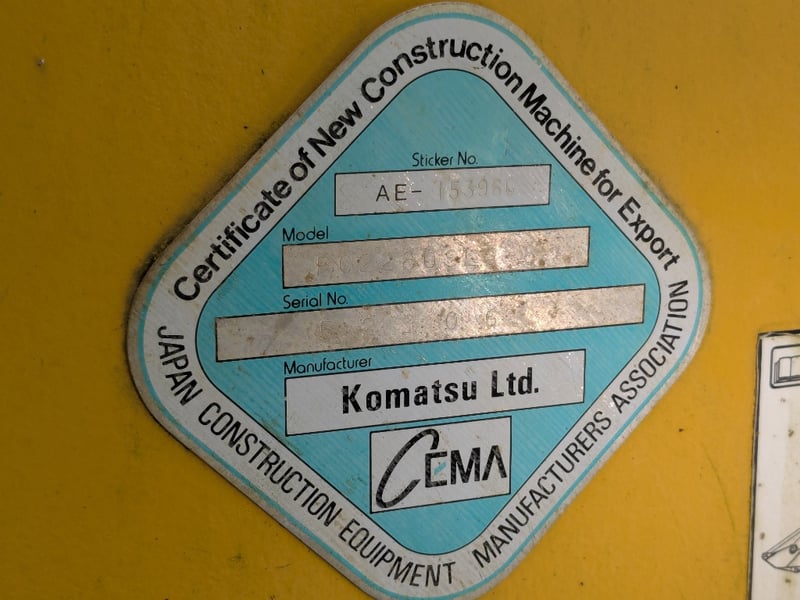 Certificate of New Construction Machine for Export
Sticker No.
AE-
Model
Serial No.
Manufacturer
Komatsu Ltd.
CEMA
JAPAN CONSTRUCTION EQUIPMENT MANUFACTURERS ASSOCIATION